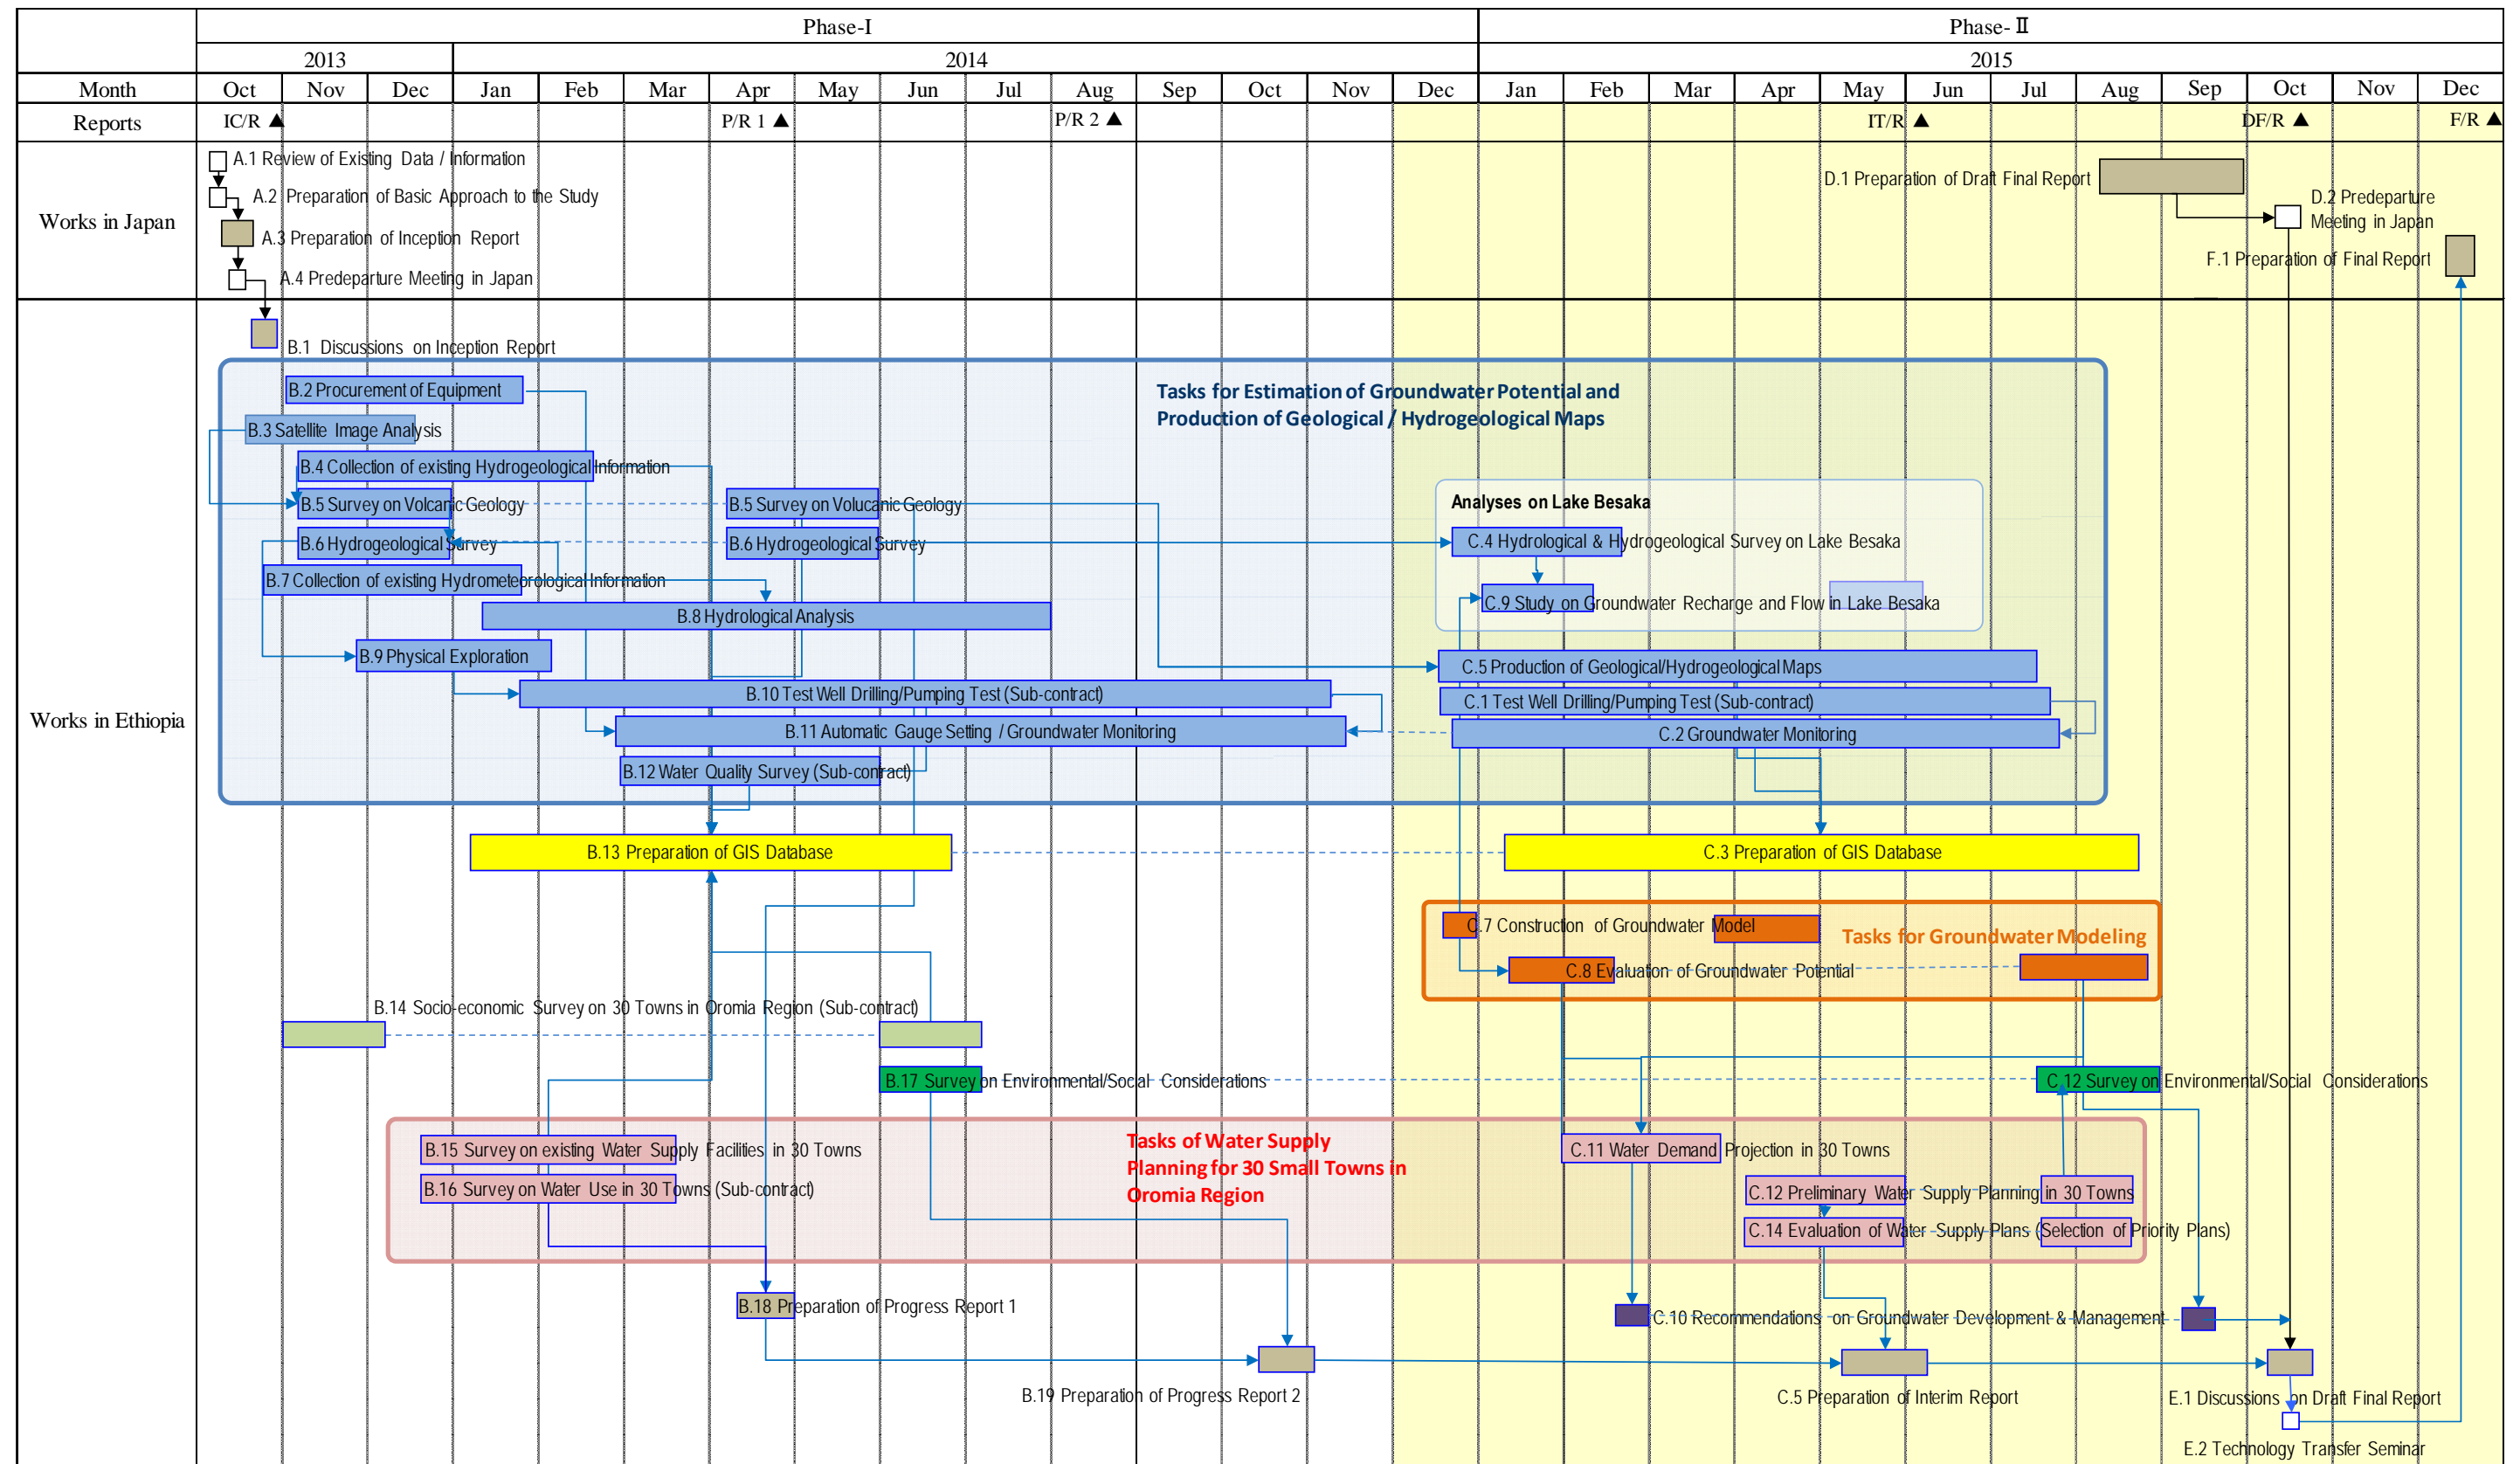 Phase-I Phase-Ⅱ
2013 2014 2015
Month Oct Nov Dec Jan Feb Mar Apr May Jun Jul Aug Sep Oct Nov Dec Jan Feb Mar Apr May Jun Jul Aug Sep Oct Nov Dec
Reports IC/R ▲ P/R 1 ▲ P/R 2 ▲ IT/R ▲ DF/R ▲ F/R ▲
Works in Japan
A.1 Review of Existing Data / Information
A.2 Preparation of Basic Approach to the Study
A.3 Preparation of Inception Report
A.4 Predeparture Meeting in Japan
D.1 Preparation of Draft Final Report
D.2 Predeparture
Meeting in Japan
F.1 Preparation of Final Report
Works in Ethiopia
B.1 Discussions on Inception Report
Tasks for Estimation of Groundwater Potential and
Production of Geological / Hydrogeological Maps
B.2 Procurement of Equipment
B.3 Satellite Image Analysis
B.4 Collection of existing Hydrogeological Information
B.5 Survey on Volcanic Geology
B.5 Survey on Volucanic Geology
B.6 Hydrogeological Survey
B.6 Hydrogeological Survey
B.7 Collection of existing Hydrometeorological Information
B.8 Hydrological Analysis
B.9 Physical Exploration
B.10 Test Well Drilling/Pumping Test (Sub-contract)
B.11 Automatic Gauge Setting / Groundwater Monitoring
B.12 Water Quality Survey (Sub-contract)
Analyses on Lake Besaka
C.4 Hydrological & Hydrogeological Survey on Lake Besaka
C.9 Study on Groundwater Recharge and Flow in Lake Besaka
C.5 Production of Geological/Hydrogeological Maps
C.1 Test Well Drilling/Pumping Test (Sub-contract)
C.2 Groundwater Monitoring
B.13 Preparation of GIS Database
C.3 Preparation of GIS Database
C.7 Construction of Groundwater Model
Tasks for Groundwater Modeling
C.8 Evaluation of Groundwater Potential
B.14 Socio-economic Survey on 30 Towns in Oromia Region (Sub-contract)
B.17 Survey on Environmental/Social Considerations
C.12 Survey on Environmental/Social Considerations
Tasks of Water Supply
Planning for 30 Small Towns in
Oromia Region
B.15 Survey on existing Water Supply Facilities in 30 Towns
B.16 Survey on Water Use in 30 Towns (Sub-contract)
C.11 Water Demand Projection in 30 Towns
C.12 Preliminary Water Supply Planning in 30 Towns
C.14 Evaluation of Water Supply Plans (Selection of Priority Plans)
B.18 Preparation of Progress Report 1
C.10 Recommendations on Groundwater Development & Management
B.19 Preparation of Progress Report 2
C.5 Preparation of Interim Report
E.1 Discussions on Draft Final Report
E.2 Technology Transfer Seminar